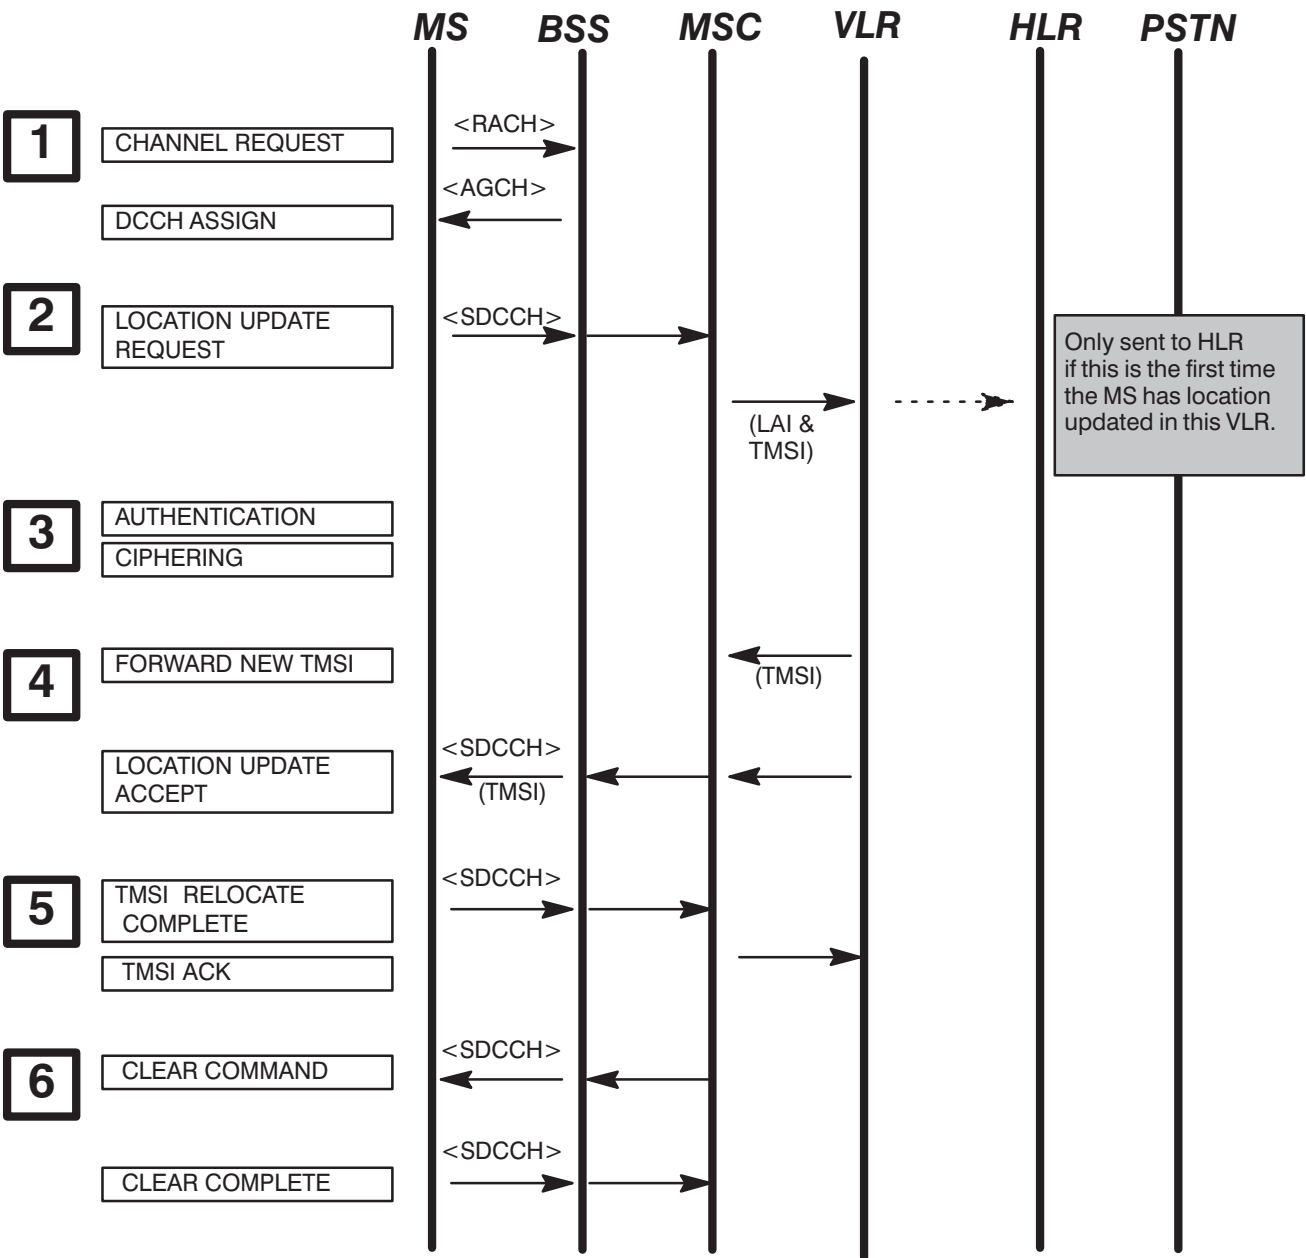 MS BSS MSC VLR HLR PSTN
1
CHANNEL REQUEST
<RACH>
<AGCH>
DCCH ASSIGN
2
LOCATION UPDATE
REQUEST
<SDCCH>
Only sent to HLR
if this is the first time
the MS has location
updated in this VLR.
(LAI &
TMSI)
3
AUTHENTICATION
CIPHERING
4
FORWARD NEW TMSI
(TMSI)
LOCATION UPDATE
ACCEPT
<SDCCH>
(TMSI)
5
TMSI RELOCATE
COMPLETE
<SDCCH>
TMSI ACK
6
CLEAR COMMAND
<SDCCH>
<SDCCH>
CLEAR COMPLETE